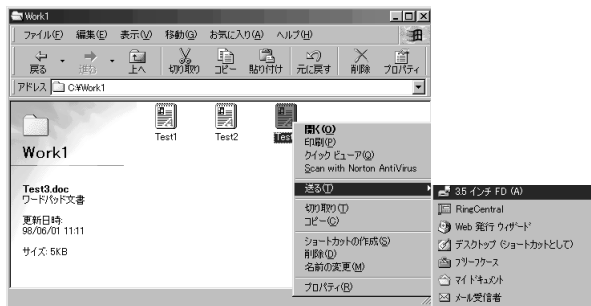 Work1
ファイル(F) 編集(E) 表示(V) 移動(G) お気に入り(A) ヘルプ(H)
戻る 進む 上へ 切り取り コピー 貼り付け 元に戻す 削除 プロパティ
アドレス C:¥Work1
Work1
Test3.doc
ワードパッド文書
更新日時:
98/06/01 11:11
サイズ: 5KB
Test1 Test2 Test
開く(O)
印刷(P)
クイック ビューア(Q)
Scan with Norton AntiVirus
送る(T)
切り取り(T)
コピー(C)
ショートカットの作成(S)
削除(D)
名前の変更(M)
プロパティ(R)
3.5 インチ FD (A)
RingCentral
Web 発行 ウィザード
デスクトップ (ショートカットとして)
ブリーフケース
マイ ドキュメント
メール受信者